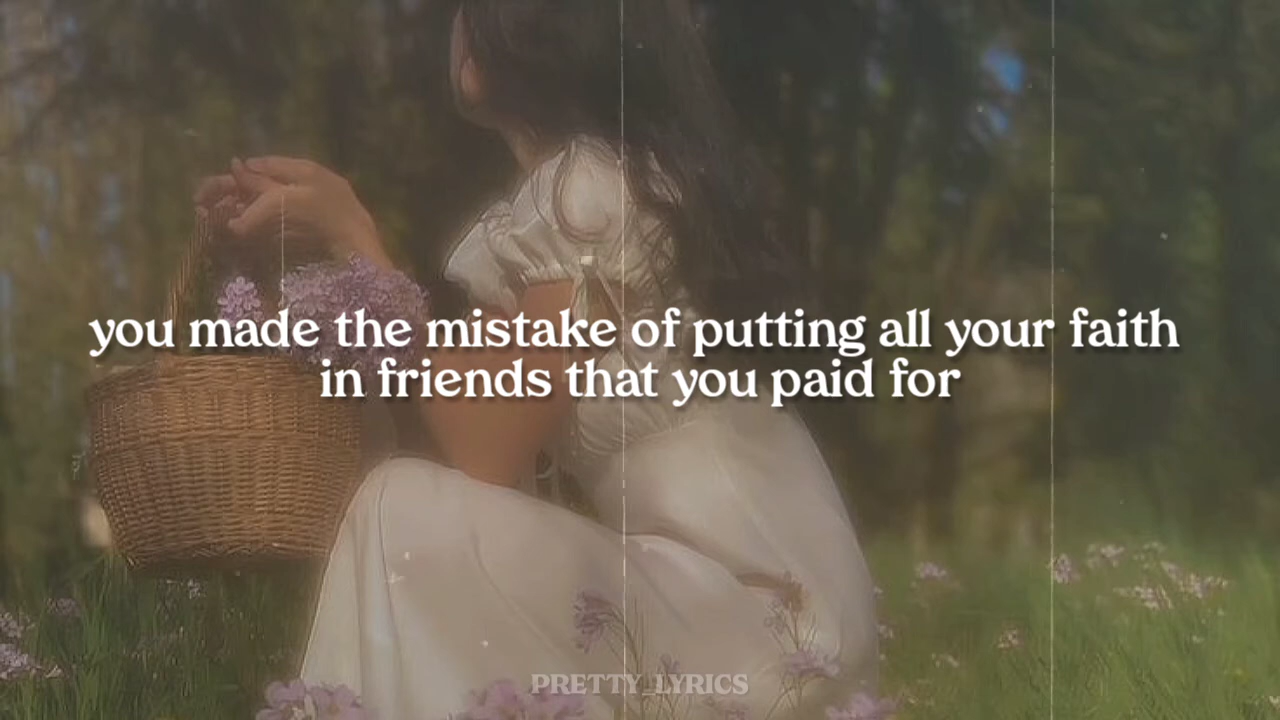 you made the mistake of putting all your faith
in friends that you paid for
PRETTY_LYRICS